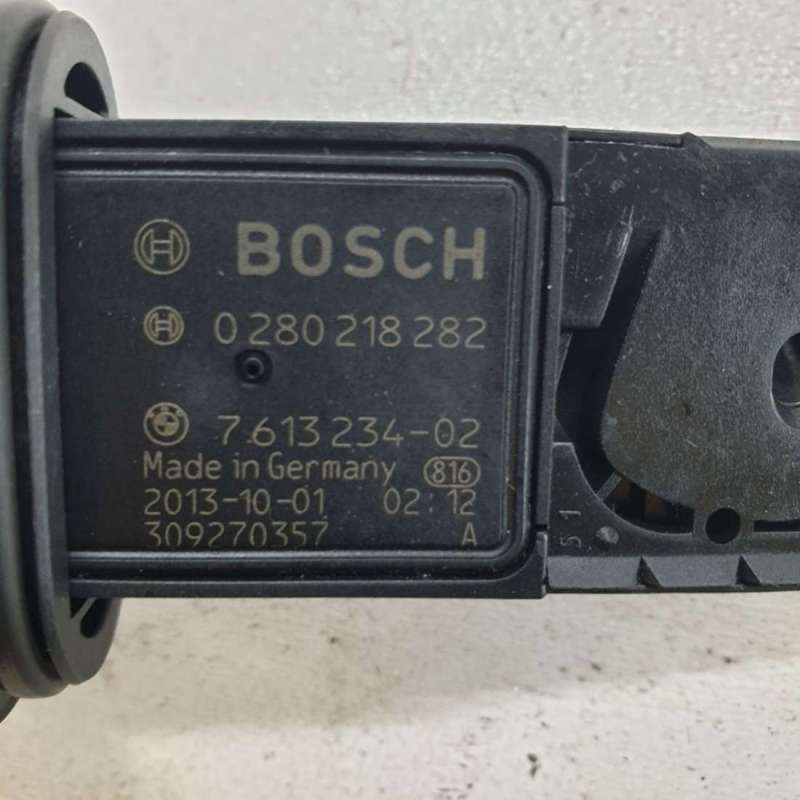 BOSCH
0 280 218 282
7.613 234-02
Made in Germany 816
2013-10-01 02:12
309270357 A
S 1